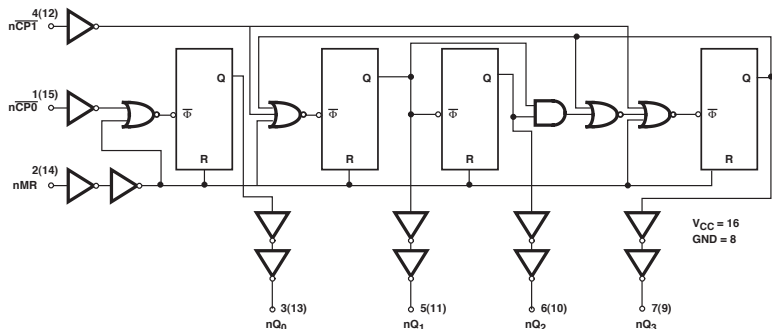 4(12)
nCP1
1(15)
nCP0
2(14)
nMR
Q
Φ
R
Q
Φ
R
Q
Φ
R
Q
Φ
R
VCC = 16
GND = 8
3(13)
5(11)
6(10)
7(9)
nQ0
nQ1
nQ2
nQ3